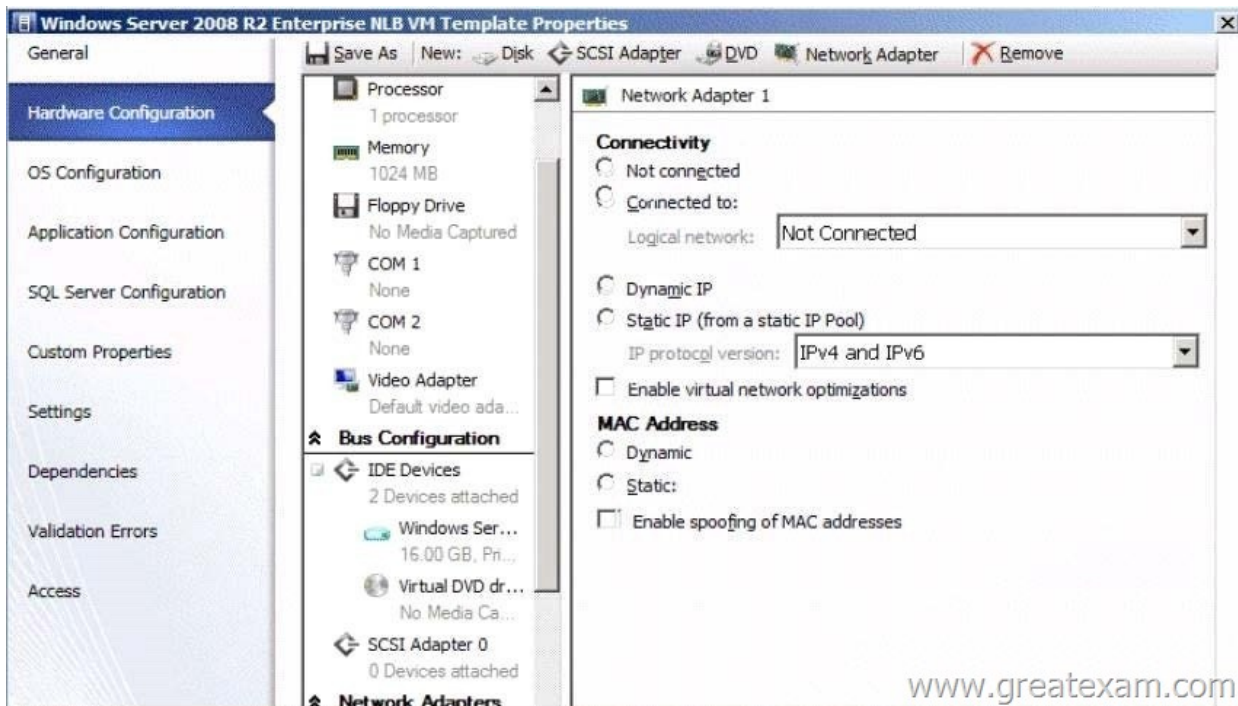 Windows Server 2008 R2 Enterprise NLB VM Template Properties
General
Hardware Configuration
OS Configuration
Application Configuration
SQL Server Configuration
Custom Properties
Settings
Dependencies
Validation Errors
Access
Save As New: Disk SCSI Adapter DVD Network Adapter Remove
Processor
1 processor
Memory
1024 MB
Floppy Drive
No Media Captured
COM 1
None
COM 2
None
Video Adapter
Default video ada...
Bus Configuration
IDE Devices
2 Devices attached
Windows Ser...
16.00 GB, Pri...
Virtual DVD dr...
No Media Ca...
SCSI Adapter 0
0 Devices attached
Network Adapters
Network Adapter 1
Connectivity
Not connected
Connected to:
Logical network: Not Connected
Dynamic IP
Static IP (from a static IP Pool)
IP protocol version: IPv4 and IPv6
Enable virtual network optimizations
MAC Address
Dynamic
Static:
Enable spoofing of MAC addresses
www.greatexam.com